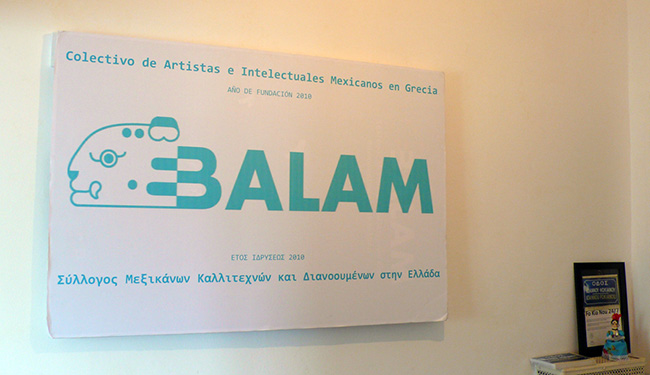 Colectivo de Artistas e Intelectuales Mexicanos en Grecia
AÑO DE FUNDACIÓN 2010
BALAM
ΕΤΟΣ ΙΔΡΥΣΕΩΣ 2010
Σύλλογος Μεξικάνων Καλλιτεχνών και Διανοουμένων στην Ελλάδα
ΟΔΟΣ